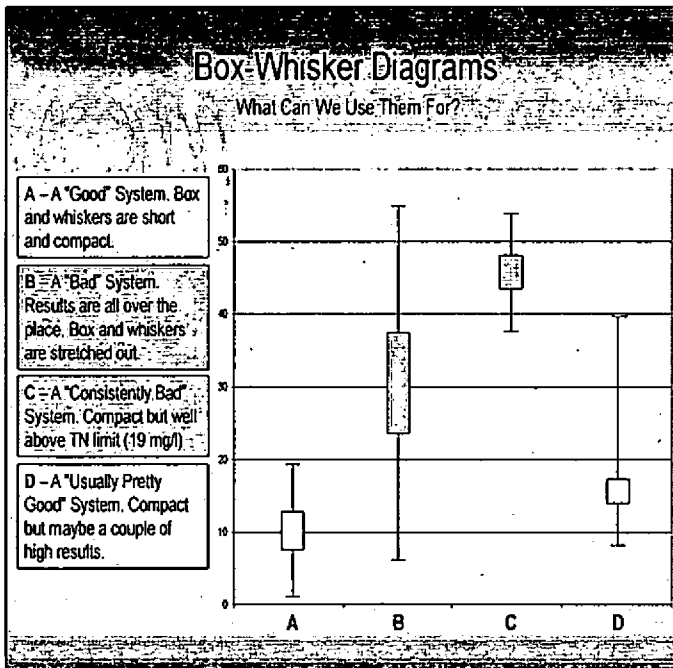 Box-Whisker Diagrams
What Can We Use Them For?
A – A "Good" System. Box
and whiskers are short
and compact.
B – A "Bad" System.
Results are all over the
place. Box and whiskers
are stretched out.
C – A "Consistently Bad"
System. Compact but well
above TN limit (19 mg/l)
D – A "Usually Pretty
Good" System. Compact
but maybe a couple of
high results.
60
50
40
30
20
10
0
A B C D